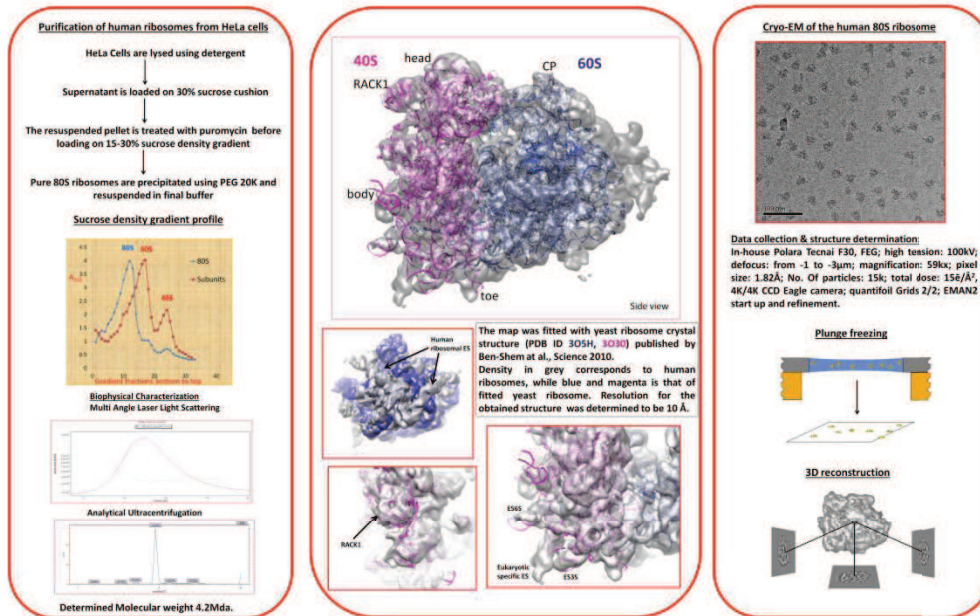 Purification of human ribosomes from HeLa cells
HeLa Cells are lysed using detergent
Supernatant is loaded on 30% sucrose cushion
The resuspended pellet is treated with puromycin before
loading on 15-30% sucrose density gradient
Pure 80S ribosomes are precipitated using PEG 20K and
resuspended in final buffer
Sucrose density gradient profile
80S
60S
40S
80S
Subunits
Gradient fractions bottom to top
Biophysical Characterization
Multi Angle Laser Light Scattering
Analytical Ultracentrifugation
Determined Molecular weight 4.2Mda.
40S
head
RACK1
CP
60S
body
toe
Side view
Human
ribosomal ES
The map was fitted with yeast ribosome crystal
structure (PDB ID 3O5H, 3O30) published by
Ben-Shem at al., Science 2010.
Density in grey corresponds to human
ribosomes, while blue and magenta is that of
fitted yeast ribosome. Resolution for the
obtained structure was determined to be 10 Å.
RACK1
ES6S
Eukaryotic
specific ES
ES3S
Cryo-EM of the human 80S ribosome
Data collection & structure determination:
In-house Polara Tecnai F30, FEG; high tension: 100kV;
defocus: from -1 to -3µm; magnification: 59kx; pixel
size: 1.82Å; No. Of particles: 15k; total dose: 15ē/Å²,
4K/4K CCD Eagle camera; quantifoil Grids 2/2; EMAN2
start up and refinement.
Plunge freezing
3D reconstruction